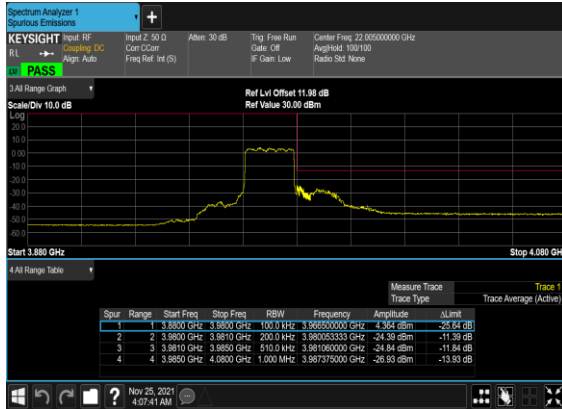 Spectrum Analyzer 1
Spurious Emissions
+
KEYSIGHT Input: RF Input Z: 50 Ω Atten: 30 dB Trig: Free Run Center Freq: 22.005000000 GHz
RL Coupling: DC Corr CCorr Gate: Off Avg|Hold: 100/100
Align: Auto Freq Ref: Int (S) IF Gain: Low Radio Std: None
PASS
3 All Range Graph
Ref Lvl Offset 11.98 dB
Scale/Div 10.0 dB Ref Value 30.00 dBm
Log
20.0
10.0
0.00
-10.0
-20.0
-30.0
-40.0
-50.0
-60.0
Start 3.880 GHz Stop 4.080 GH
4 All Range Table
Measure Trace Trace 1
Trace Type Trace Average (Active)
Spur Range Start Freq Stop Freq RBW Frequency Amplitude ΔLimit
1 1 3.8800 GHz 3.9800 GHz 100.0 kHz 3.966500000 GHz 4.364 dBm -25.64 dB
2 2 3.9800 GHz 3.9810 GHz 200.0 kHz 3.980053333 GHz -24.39 dBm -11.39 dB
3 3 3.9810 GHz 3.9850 GHz 510.0 kHz 3.981060000 GHz -24.84 dBm -11.84 dB
4 4 3.9850 GHz 4.0800 GHz 1.000 MHz 3.987375000 GHz -26.93 dBm -13.93 dB
? Nov 25, 2021
4:07:41 AM